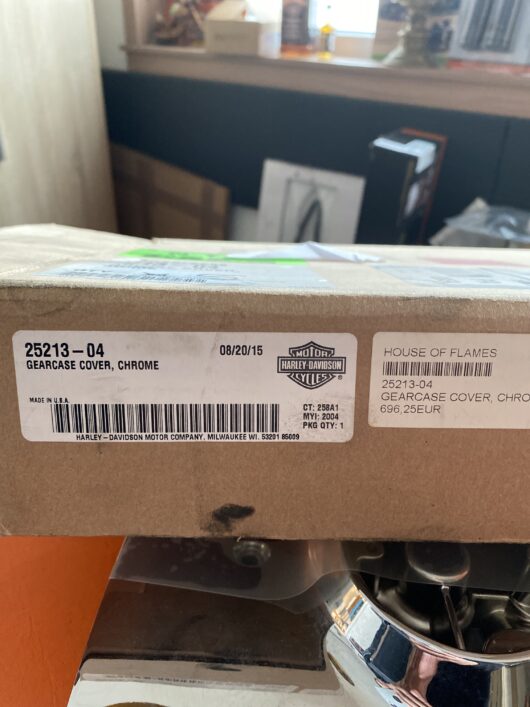 25213-04
08/20/15
GEARCASE COVER, CHROME
MOTOR
HARLEY-DAVIDSON
CYCLES
®
MADE IN U.S.A.
CT: 258A1
MYI: 2004
PKG QTY: 1
HARLEY-DAVIDSON MOTOR COMPANY, MILWAUKEE WI. 53201 85009
HOUSE OF FLAMES
25213-04
GEARCASE COVER, CHRO
696,25EUR